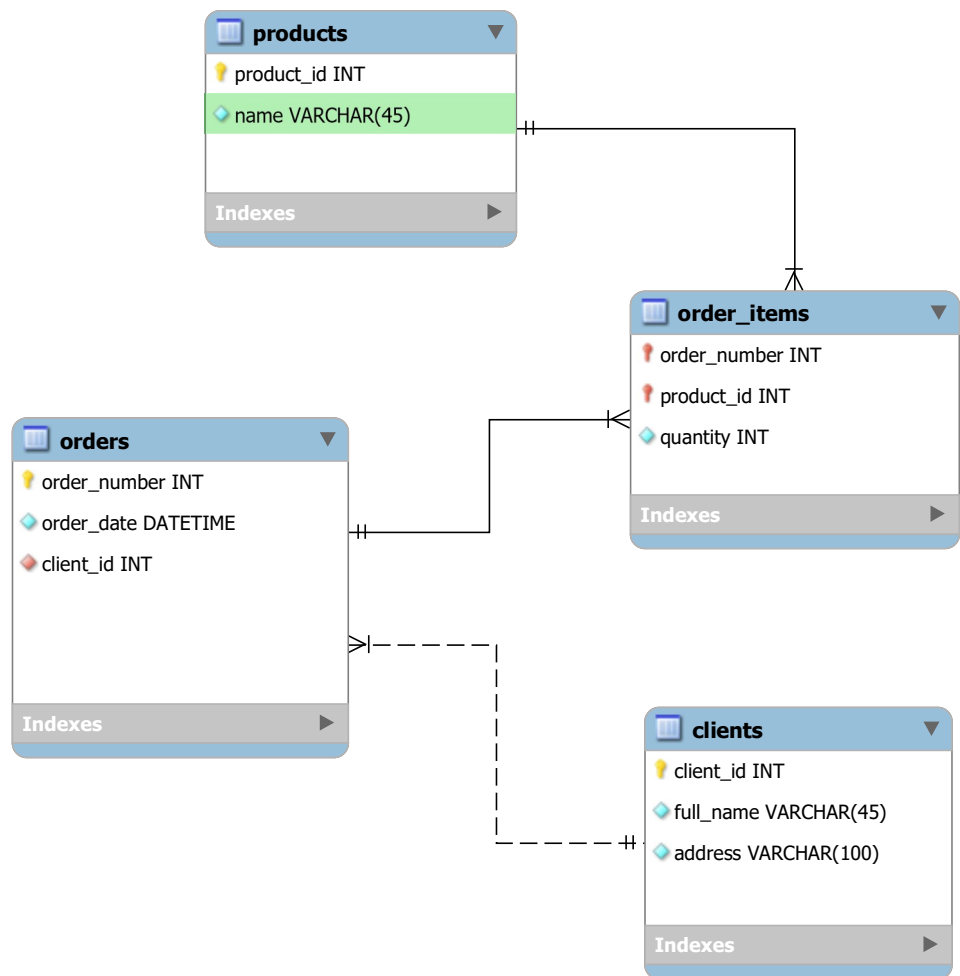 products
product_id INT
name VARCHAR(45)
Indexes
order_items
order_number INT
product_id INT
quantity INT
Indexes
orders
order_number INT
order_date DATETIME
client_id INT
Indexes
clients
client_id INT
full_name VARCHAR(45)
address VARCHAR(100)
Indexes